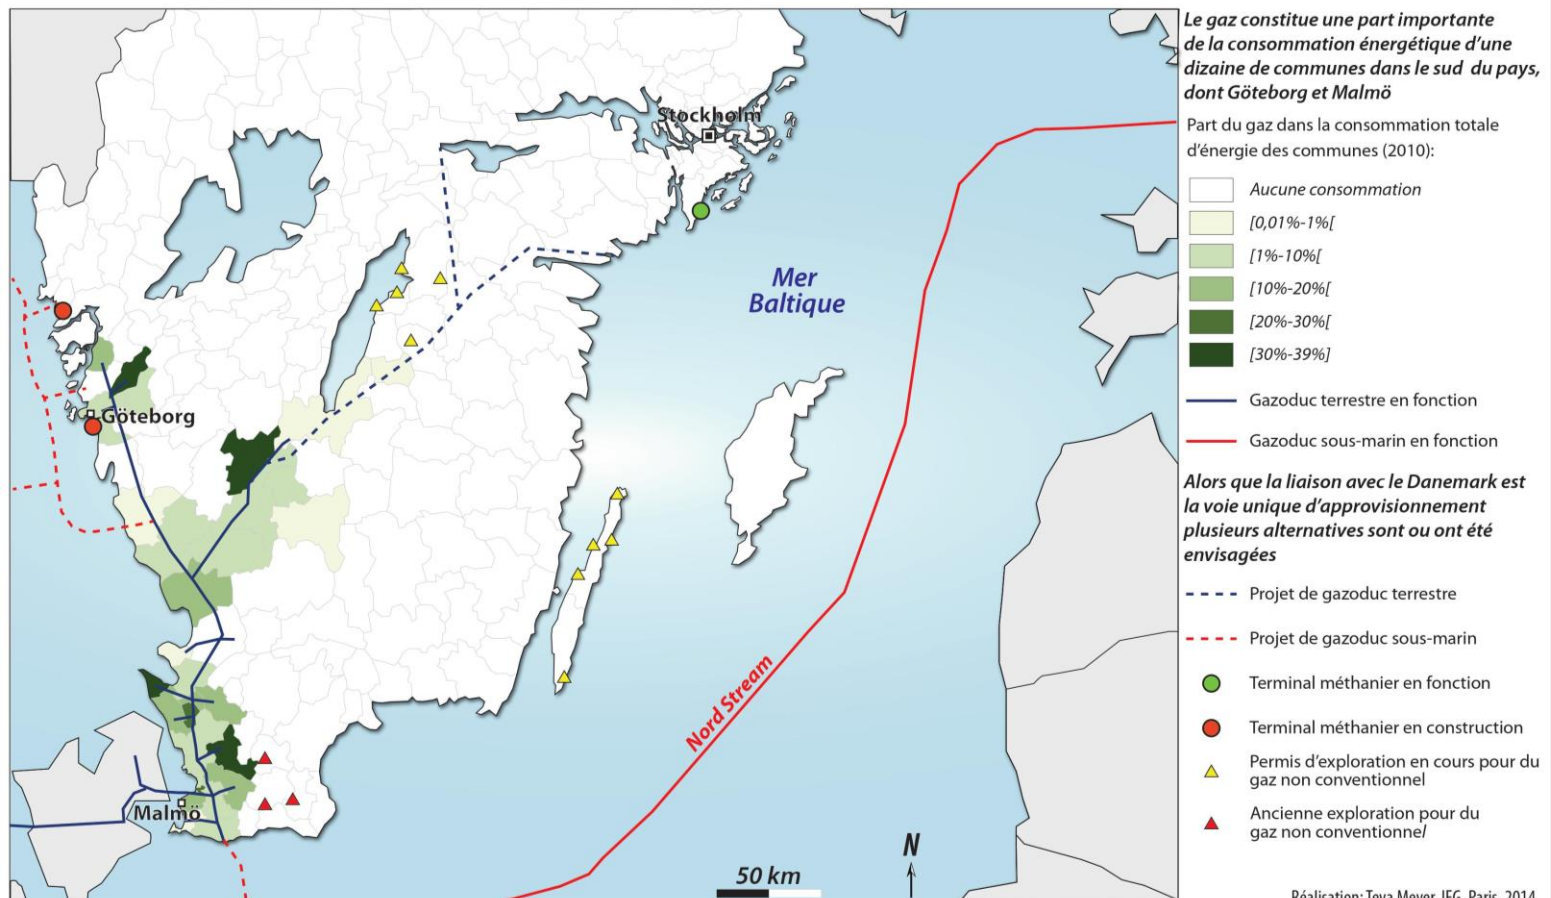 Stockholm
Mer
Baltique
Göteborg
Nord Stream
Malmö
50 km
N
Le gaz constitue une part importante
de la consommation énergétique d'une
dizaine de communes dans le sud du pays,
dont Göteborg et Malmö
Part du gaz dans la consommation totale
d'énergie des communes (2010):
Aucune consommation
[0,01%-1%[
[1%-10%[
[10%-20%[
[20%-30%[
[30%-39%]
Gazoduc terrestre en fonction
Gazoduc sous-marin en fonction
Alors que la liaison avec le Danemark est
la voie unique d'approvisionnement
plusieurs alternatives sont ou ont été
envisagées
Projet de gazoduc terrestre
Projet de gazoduc sous-marin
Terminal méthanier en fonction
Terminal méthanier en construction
Permis d'exploration en cours pour du
gaz non conventionnel
Ancienne exploration pour du
gaz non conventionnel
Réalisation: Teva Meyer, IFG, Paris, 2014